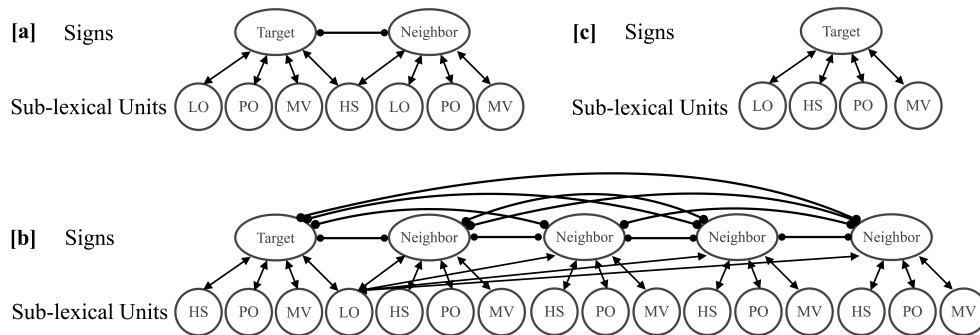 [a] Signs Target Neighbor
Sub-lexical Units LO PO MV HS LO PO MV
[c] Signs Target
Sub-lexical Units LO HS PO MV
[b] Signs Target Neighbor Neighbor Neighbor Neighbor
Sub-lexical Units HS PO MV LO HS PO MV HS PO MV HS PO MV HS PO MV